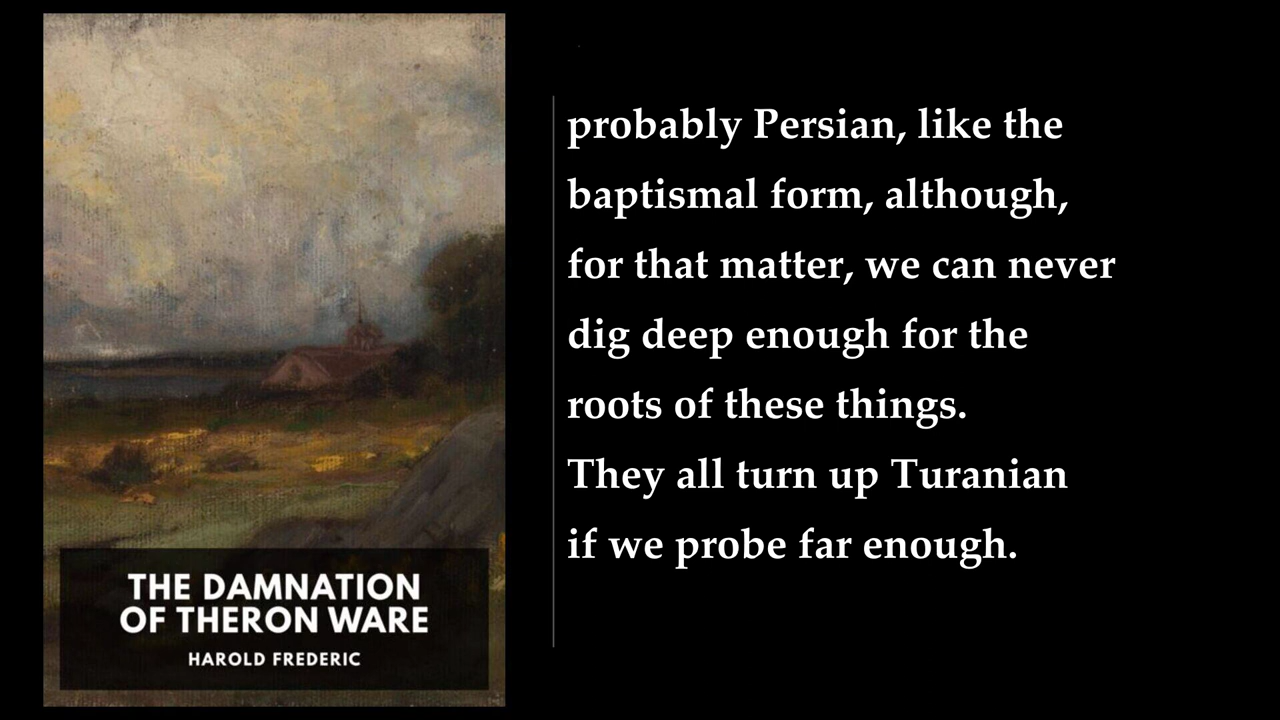 probably Persian, like the
baptismal form, although,
for that matter, we can never
dig deep enough for the
roots of these things.
They all turn up Turanian
if we probe far enough.
THE DAMNATION
OF THERON WARE
HAROLD FREDERIC